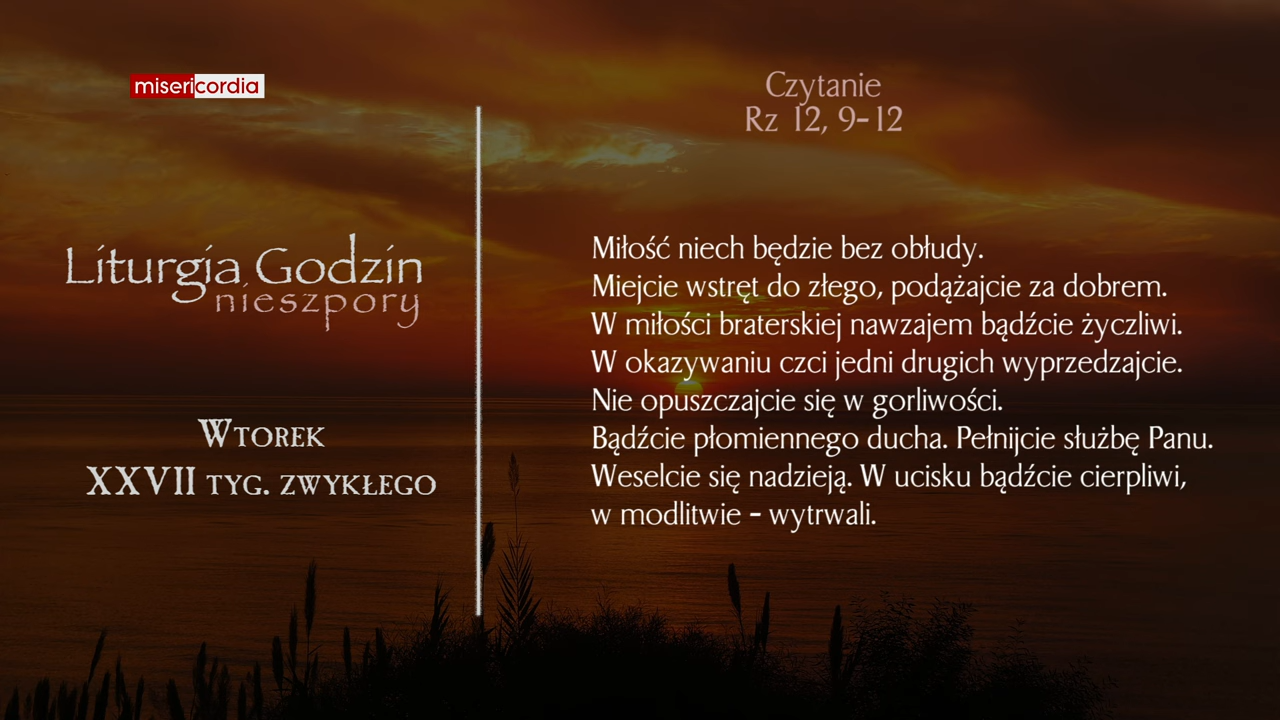 misericordia
Liturgia Godzin
nieszpory
Wtorek
XXVII tyg. zwykłego
Czytanie
Rz 12, 9-12
Miłość niech będzie bez obłudy.
Miejcie wstręt do złego, podążajcie za dobrem.
W miłości braterskiej nawzajem bądźcie życzliwi.
W okazywaniu czci jedni drugich wyprzedzajcie.
Nie opuszczajcie się w gorliwości.
Bądźcie płomiennego ducha. Pełnijcie służbę Panu.
Weselcie się nadzieją. W ucisku bądźcie cierpliwi,
w modlitwie - wytrwali.